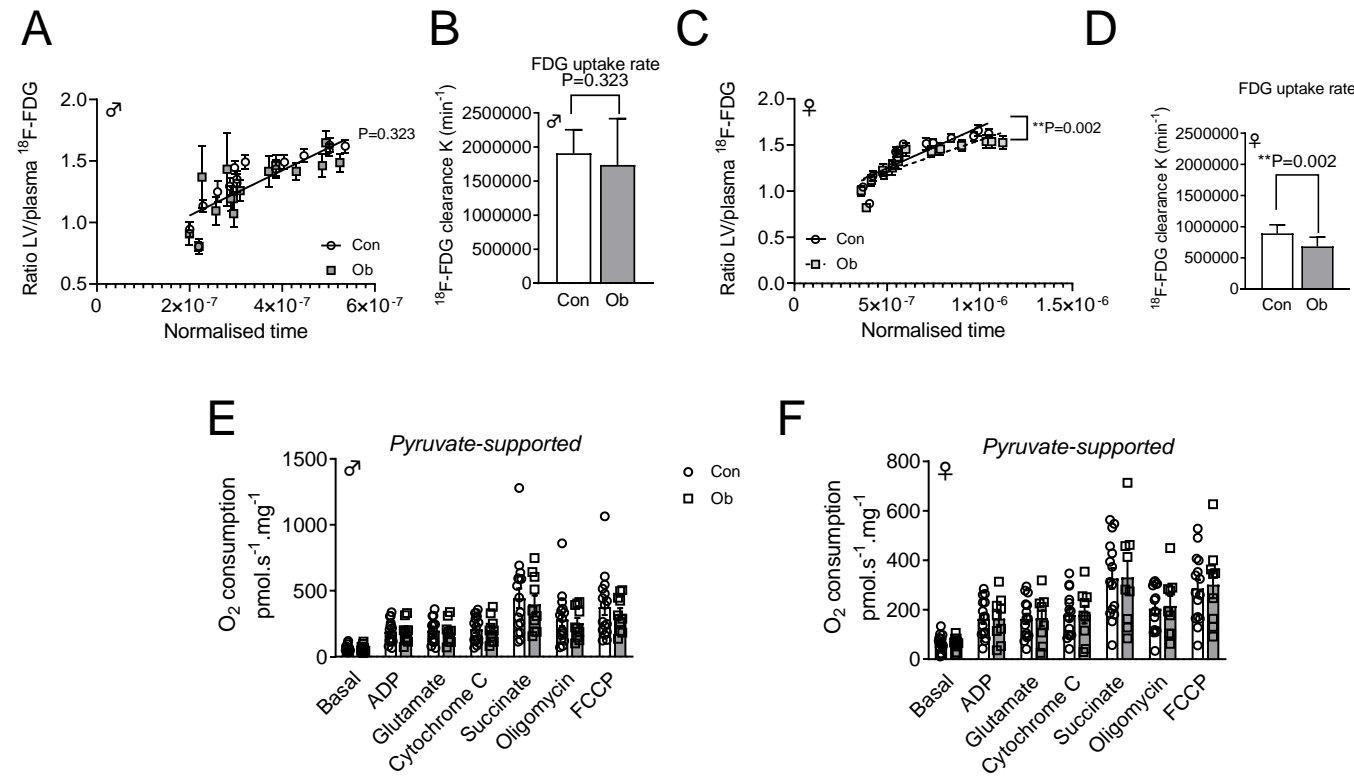 A
B
C
D
Ratio LV/plasma ¹⁸F-FDG
2.0
1.5
1.0
0.5
♂
P=0.323
Con
Ob
0
2×10⁻⁷
4×10⁻⁷
6×10⁻⁷
Normalised time
FDG uptake rate
P=0.323
¹⁸F-FDG clearance K (min⁻¹)
♂
2500000
2000000
1500000
1000000
500000
0
Con
Ob
Ratio LV/plasma ¹⁸F-FDG
2.0
1.5
1.0
0.5
0.0
♀
**P=0.002
Con
Ob
0
5×10⁻⁷
1×10⁻⁶
1.5×10⁻⁶
Normalised time
FDG uptake rate
¹⁸F-FDG clearance K (min⁻¹)
♀
**P=0.002
2500000
2000000
1500000
1000000
500000
0
Con
Ob
E
Pyruvate-supported
♂
O₂ consumption
pmol.s⁻¹.mg⁻¹
1500
1000
500
0
Basal
ADP
Glutamate
Cytochrome C
Succinate
Oligomycin
FCCP
Con
Ob
F
Pyruvate-supported
♀
O₂ consumption
pmol.s⁻¹.mg⁻¹
800
600
400
200
0
Basal
ADP
Glutamate
Cytochrome C
Succinate
Oligomycin
FCCP